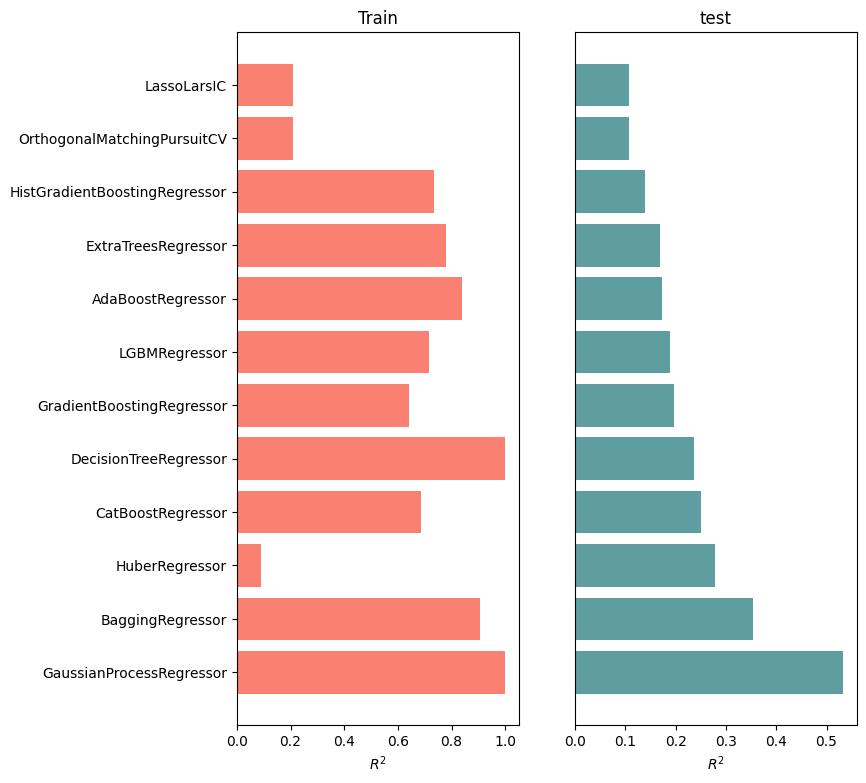 Train
test
LassoLarsIC
OrthogonalMatchingPursuitCV
HistGradientBoostingRegressor
ExtraTreesRegressor
AdaBoostRegressor
LGBMRegressor
GradientBoostingRegressor
DecisionTreeRegressor
CatBoostRegressor
HuberRegressor
BaggingRegressor
GaussianProcessRegressor
0.0 0.2 0.4 0.6 0.8 1.0
0.0 0.1 0.2 0.3 0.4 0.5
R²
R²